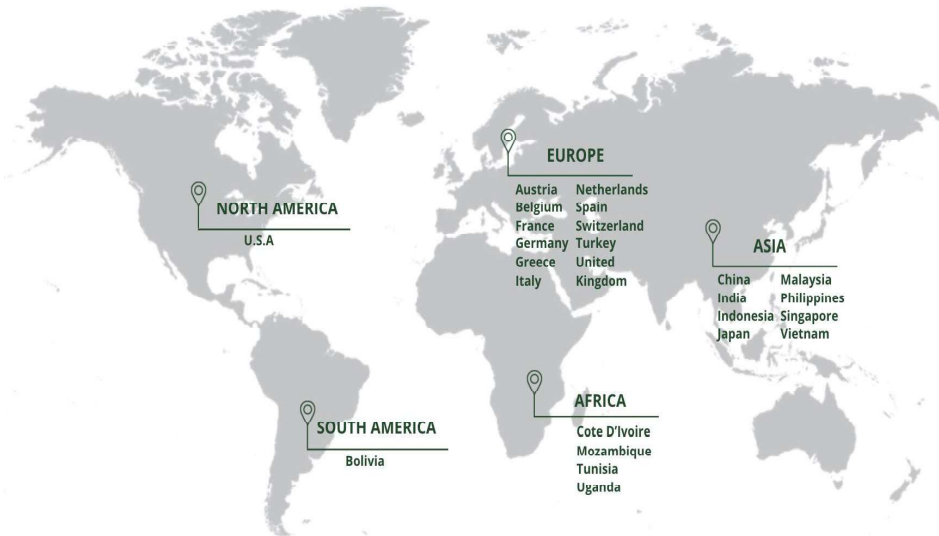 EUROPE
Austria Netherlands
Belgium Spain
France Switzerland
Germany Turkey
Greece United
Italy Kingdom
NORTH AMERICA
U.S.A
ASIA
China Malaysia
India Philippines
Indonesia Singapore
Japan Vietnam
AFRICA
Cote D'Ivoire
Mozambique
Tunisia
Uganda
SOUTH AMERICA
Bolivia